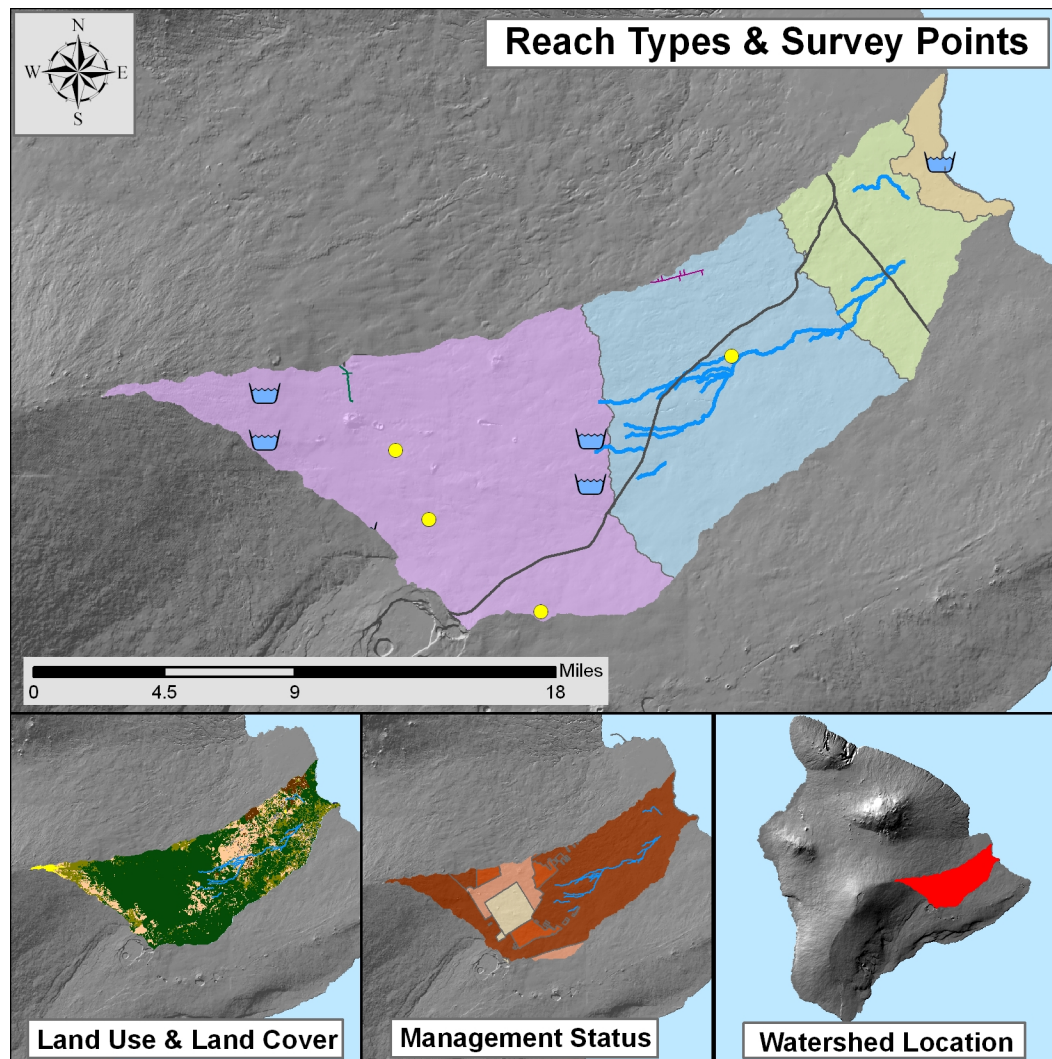 Reach Types & Survey Points
N
W E
S
Miles
0 4.5 9 18
Land Use & Land Cover
Management Status
Watershed Location